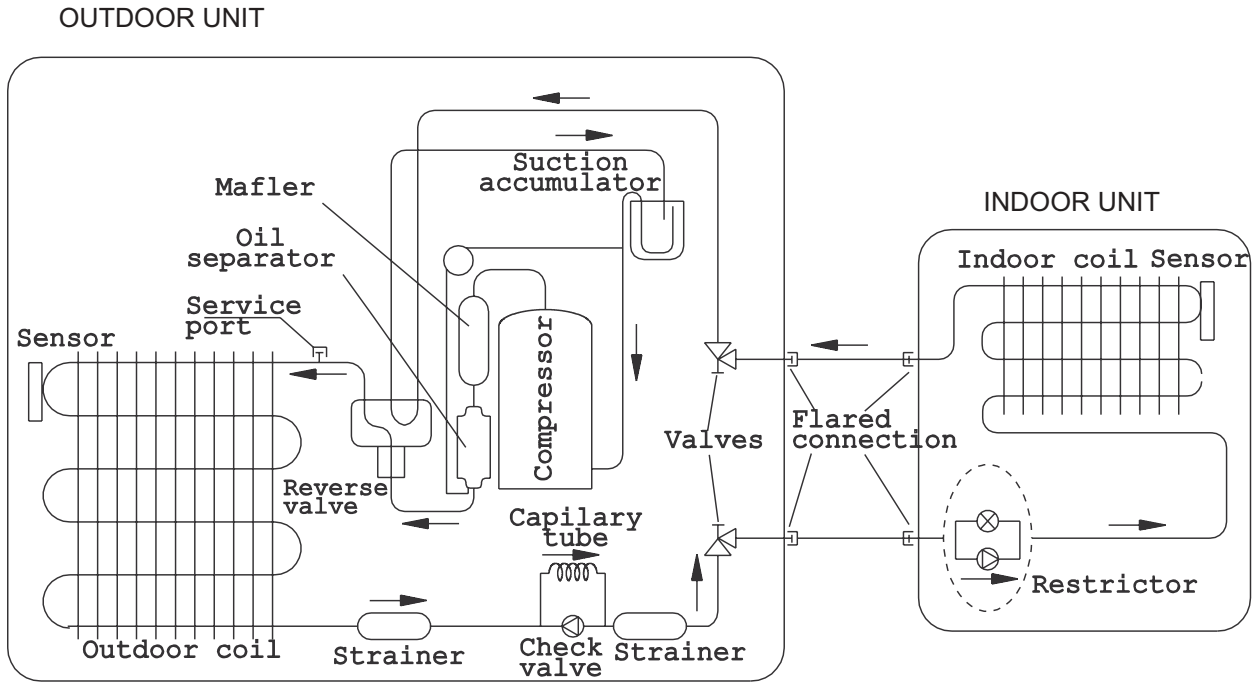 OUTDOOR UNIT
Suction
accumulator
Mafler
Oil
separator
Service
port
Sensor
Compressor
Reverse
valve
Capilary
tube
Valves
Flared
connection
Outdoor coil
Strainer
Check
valve
Strainer
INDOOR UNIT
Indoor coil
Sensor
Restrictor